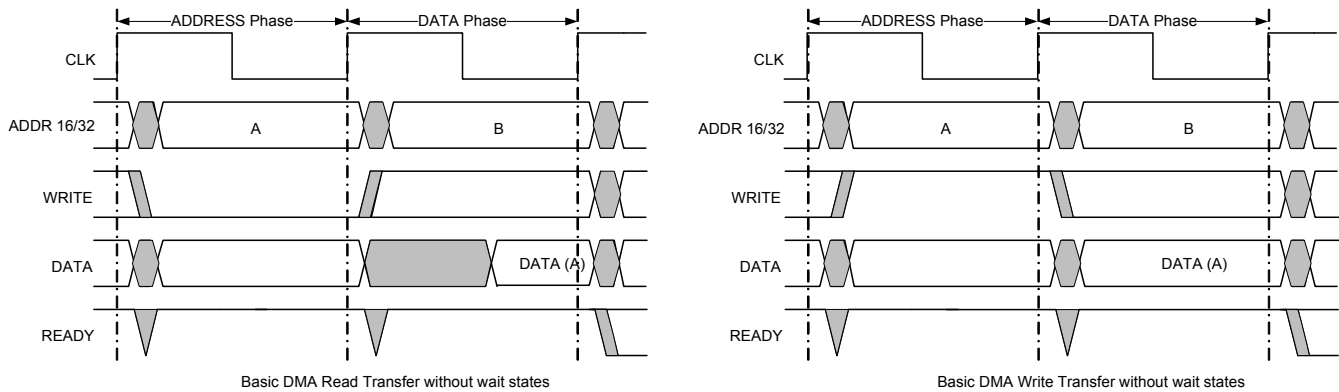 ADDRESS Phase DATA Phase
CLK
ADDR 16/32 A B
WRITE
DATA DATA (A)
READY
Basic DMA Read Transfer without wait states
ADDRESS Phase DATA Phase
CLK
ADDR 16/32 A B
WRITE
DATA DATA (A)
READY
Basic DMA Write Transfer without wait states